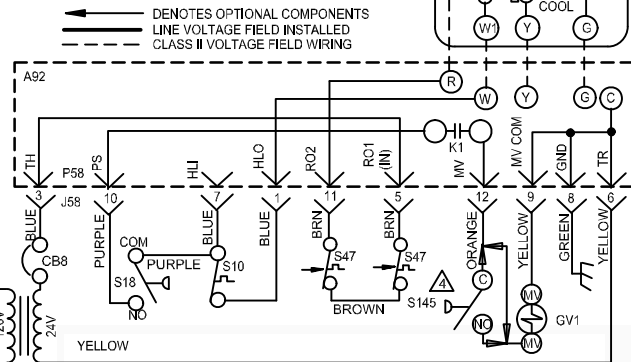 DENOTES OPTIONAL COMPONENTS
LINE VOLTAGE FIELD INSTALLED
CLASS II VOLTAGE FIELD WIRING
COOL
W1 Y G
A92
R
W Y G C
K1
TH PS HLI HLO RO2 RO1 (IN) MV MV COM GND TR
P58
3 10 7 1 11 5 12 9 8 6
J58
BLUE PURPLE BLUE BLUE BRN BRN ORANGE YELLOW GREEN YELLOW
COM
PURPLE
CB8
S18
S10
S47
S47
4
C
NO
BROWN
S145
NO
MV
GV1
MV
120V
24V
YELLOW